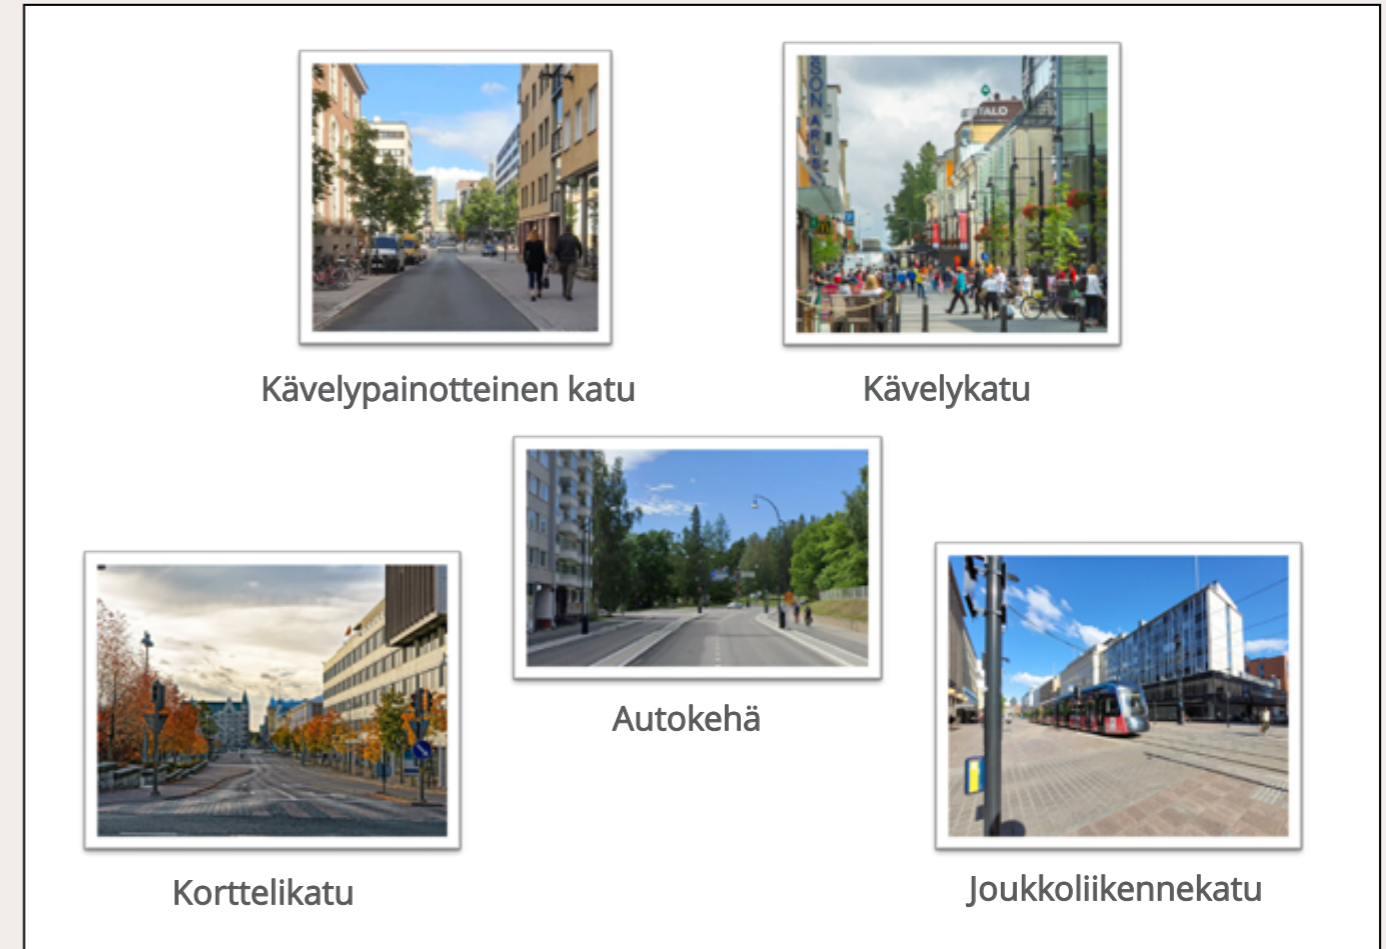 Kävelypainotteinen katu
Kävelykatu
Autokehä
Korttelikatu
Joukkoliikennekatu